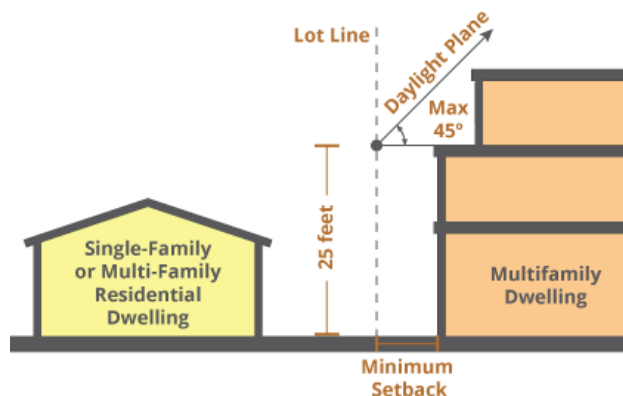 Lot Line
Daylight Plane
Max
45°
25 feet
Single-Family
or Multi-Family
Residential
Dwelling
Multifamily
Dwelling
Minimum
Setback